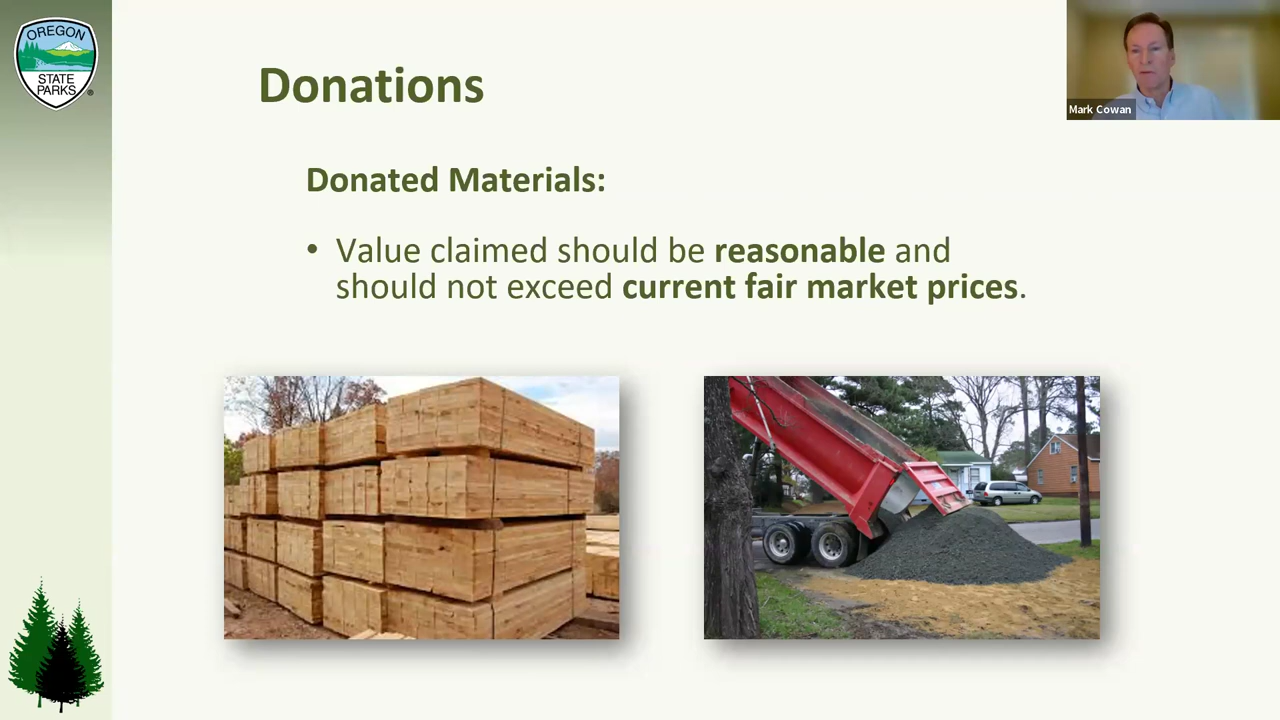 OREGON
STATE
PARKS
Donations
Mark Cowan
Donated Materials:
• Value claimed should be reasonable and
should not exceed current fair market prices.